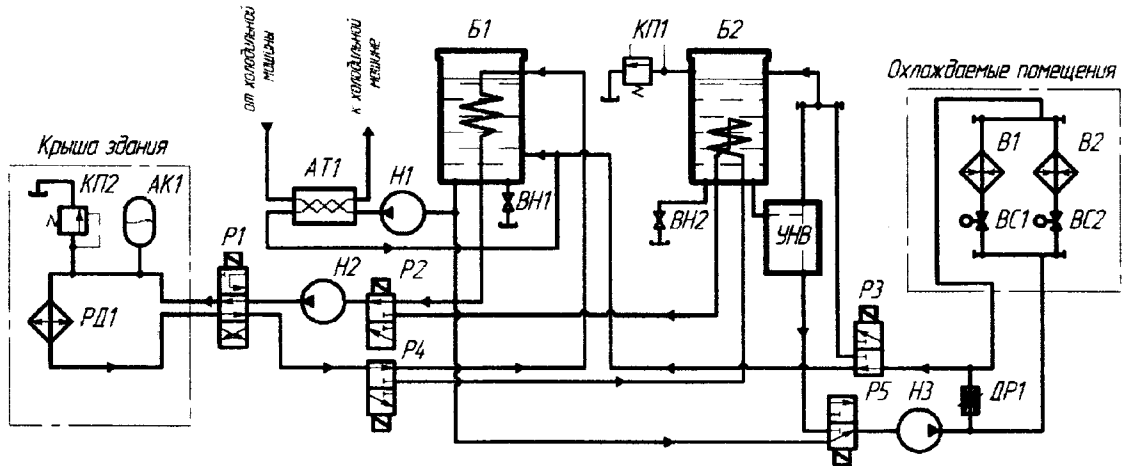 от холодильной
машины
к холодильной
машине
Б1
КП1
Б2
Охлаждаемые помещения
Крыша здания
КП2
АК1
АТ1
Н1
ВН1
ВН2
УНВ
В1
В2
ВС1
ВС2
РД1
Р1
Н2
Р2
Р3
Р4
Р5
Н3
ДР1